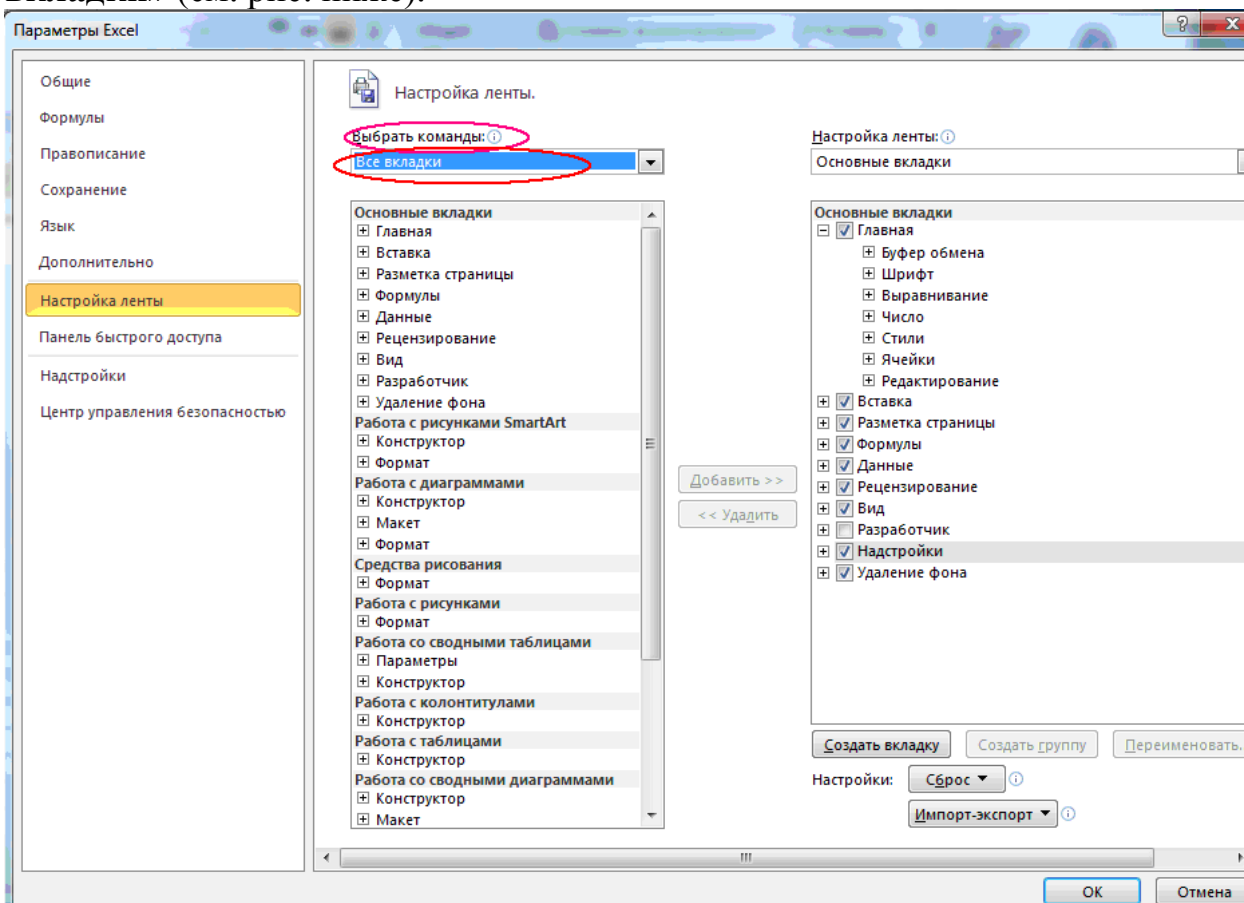 вкладки» (см. рис. ниже).
Параметры Excel
Общие
Формулы
Правописание
Сохранение
Язык
Дополнительно
Настройка ленты
Панель быстрого доступа
Надстройки
Центр управления безопасностью
Настройка ленты.
Выбрать команды:
Все вкладки
Основные вкладки
Главная
Вставка
Разметка страницы
Формулы
Данные
Рецензирование
Вид
Разработчик
Удаление фона
Работа с рисунками SmartArt
Конструктор
Формат
Работа с диаграммами
Конструктор
Макет
Формат
Средства рисования
Формат
Работа с рисунками
Формат
Работа со сводными таблицами
Параметры
Конструктор
Работа с колонтитулами
Конструктор
Работа с таблицами
Конструктор
Работа со сводными диаграммами
Конструктор
Макет
Добавить >>
<< Удалить
Настройка ленты:
Основные вкладки
Основные вкладки
Главная
Буфер обмена
Шрифт
Выравнивание
Число
Стили
Ячейки
Редактирование
Вставка
Разметка страницы
Формулы
Данные
Рецензирование
Вид
Разработчик
Надстройки
Удаление фона
Создать вкладку Создать группу Переименовать.
Настройки: Сброс
Импорт-экспорт
ОК Отмена